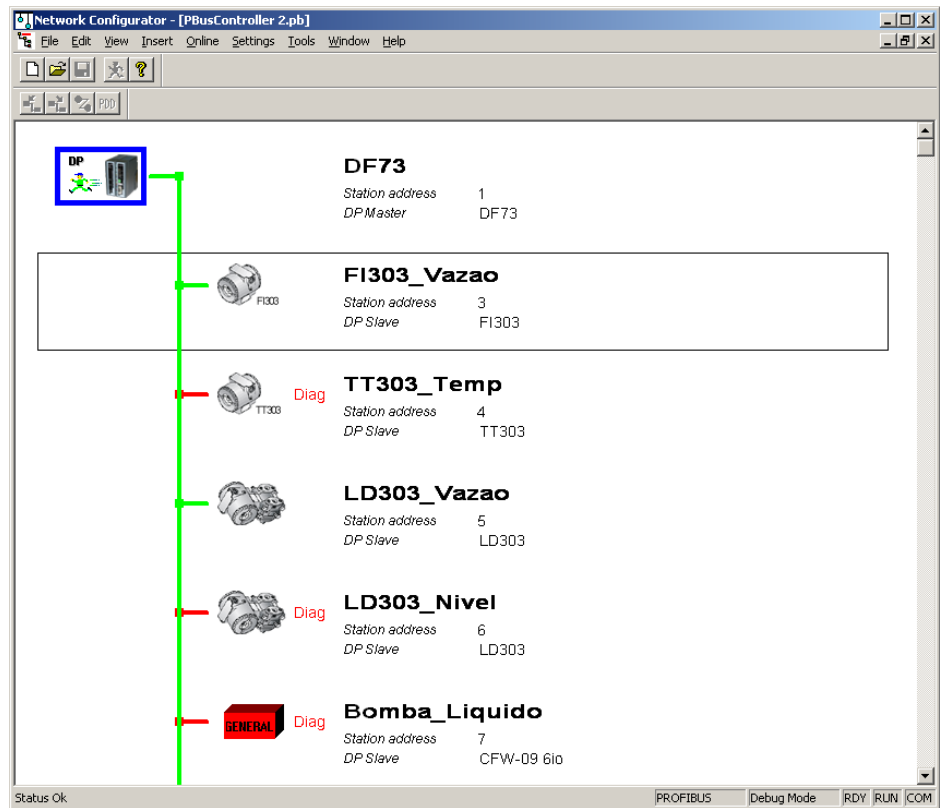 Network Configurator - [PBusController 2.pb]
File Edit View Insert Online Settings Tools Window Help
PDD
DP
DF73
Station address 1
DP Master DF73
FI303
FI303_Vazao
Station address 3
DP Slave FI303
TT303
Diag
TT303_Temp
Station address 4
DP Slave TT303
LD303_Vazao
Station address 5
DP Slave LD303
Diag
LD303_Nivel
Station address 6
DP Slave LD303
GENERAL
Diag
Bomba_Liquido
Station address 7
DP Slave CFW-09 6io
Status Ok PROFIBUS Debug Mode RDY RUN COM